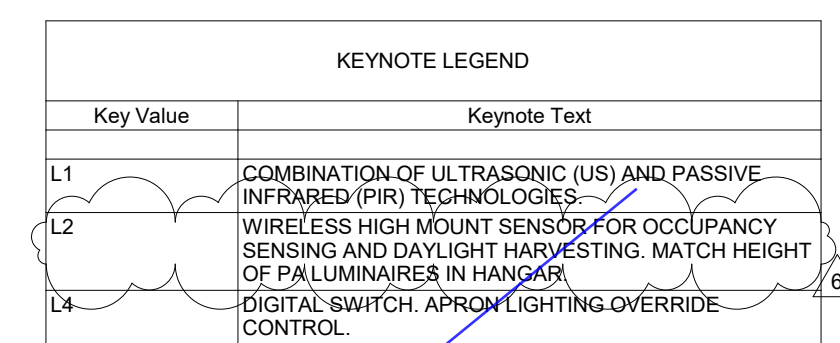 KEYNOTE LEGEND
Key Value Keynote Text
L1 COMBINATION OF ULTRASONIC (US) AND PASSIVE
INFRARED (PIR) TECHNOLOGIES.
L2 WIRELESS HIGH MOUNT SENSOR FOR OCCUPANCY
SENSING AND DAYLIGHT HARVESTING. MATCH HEIGHT
OF PA LUMINAIRES IN HANGAR.
6
L4 DIGITAL SWITCH. APRON LIGHTING OVERRIDE
CONTROL.